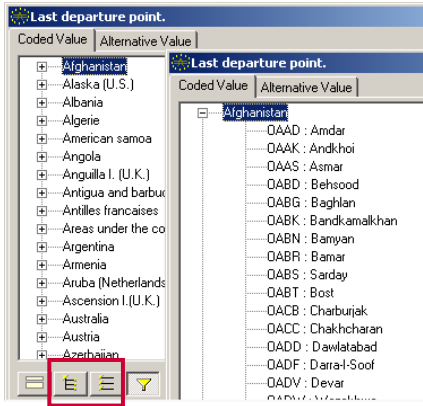 Last departure point.
Coded Value
Alternative Value
Afghanistan
Alaska (U.S.)
Albania
Algerie
American samoa
Angola
Anguilla I. (U.K.)
Antigua and barbu
Antilles francaises
Areas under the co
Argentina
Armenia
Aruba (Netherlands
Ascension I.(U.K.)
Australia
Austria
Azerbaijan
Last departure point.
Coded Value
Alternative Value
Afghanistan
OAAD : Amdar
OAAK : Andkhoi
OAAS : Asmar
OABD : Behsood
OABG : Baghlan
OABK : Bandkamalkhan
OABN : Bamyan
OABR : Bamar
OABS : Sarday
OABT : Bost
OACB : Charburjak
OACC : Chakhcharan
OADD : Dawlatabad
OADF : Darra-I-Soof
OADV : Devar